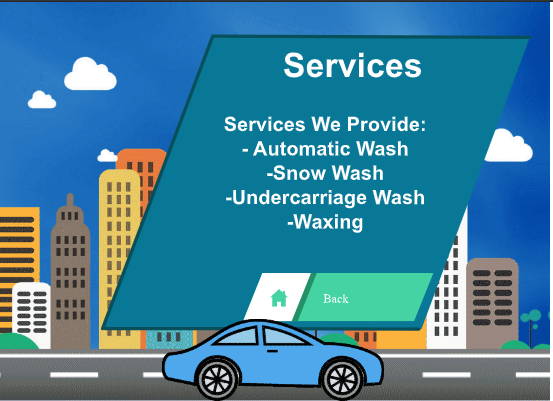 Services
Services We Provide:
- Automatic Wash
-Snow Wash
-Undercarriage Wash
-Waxing
Back